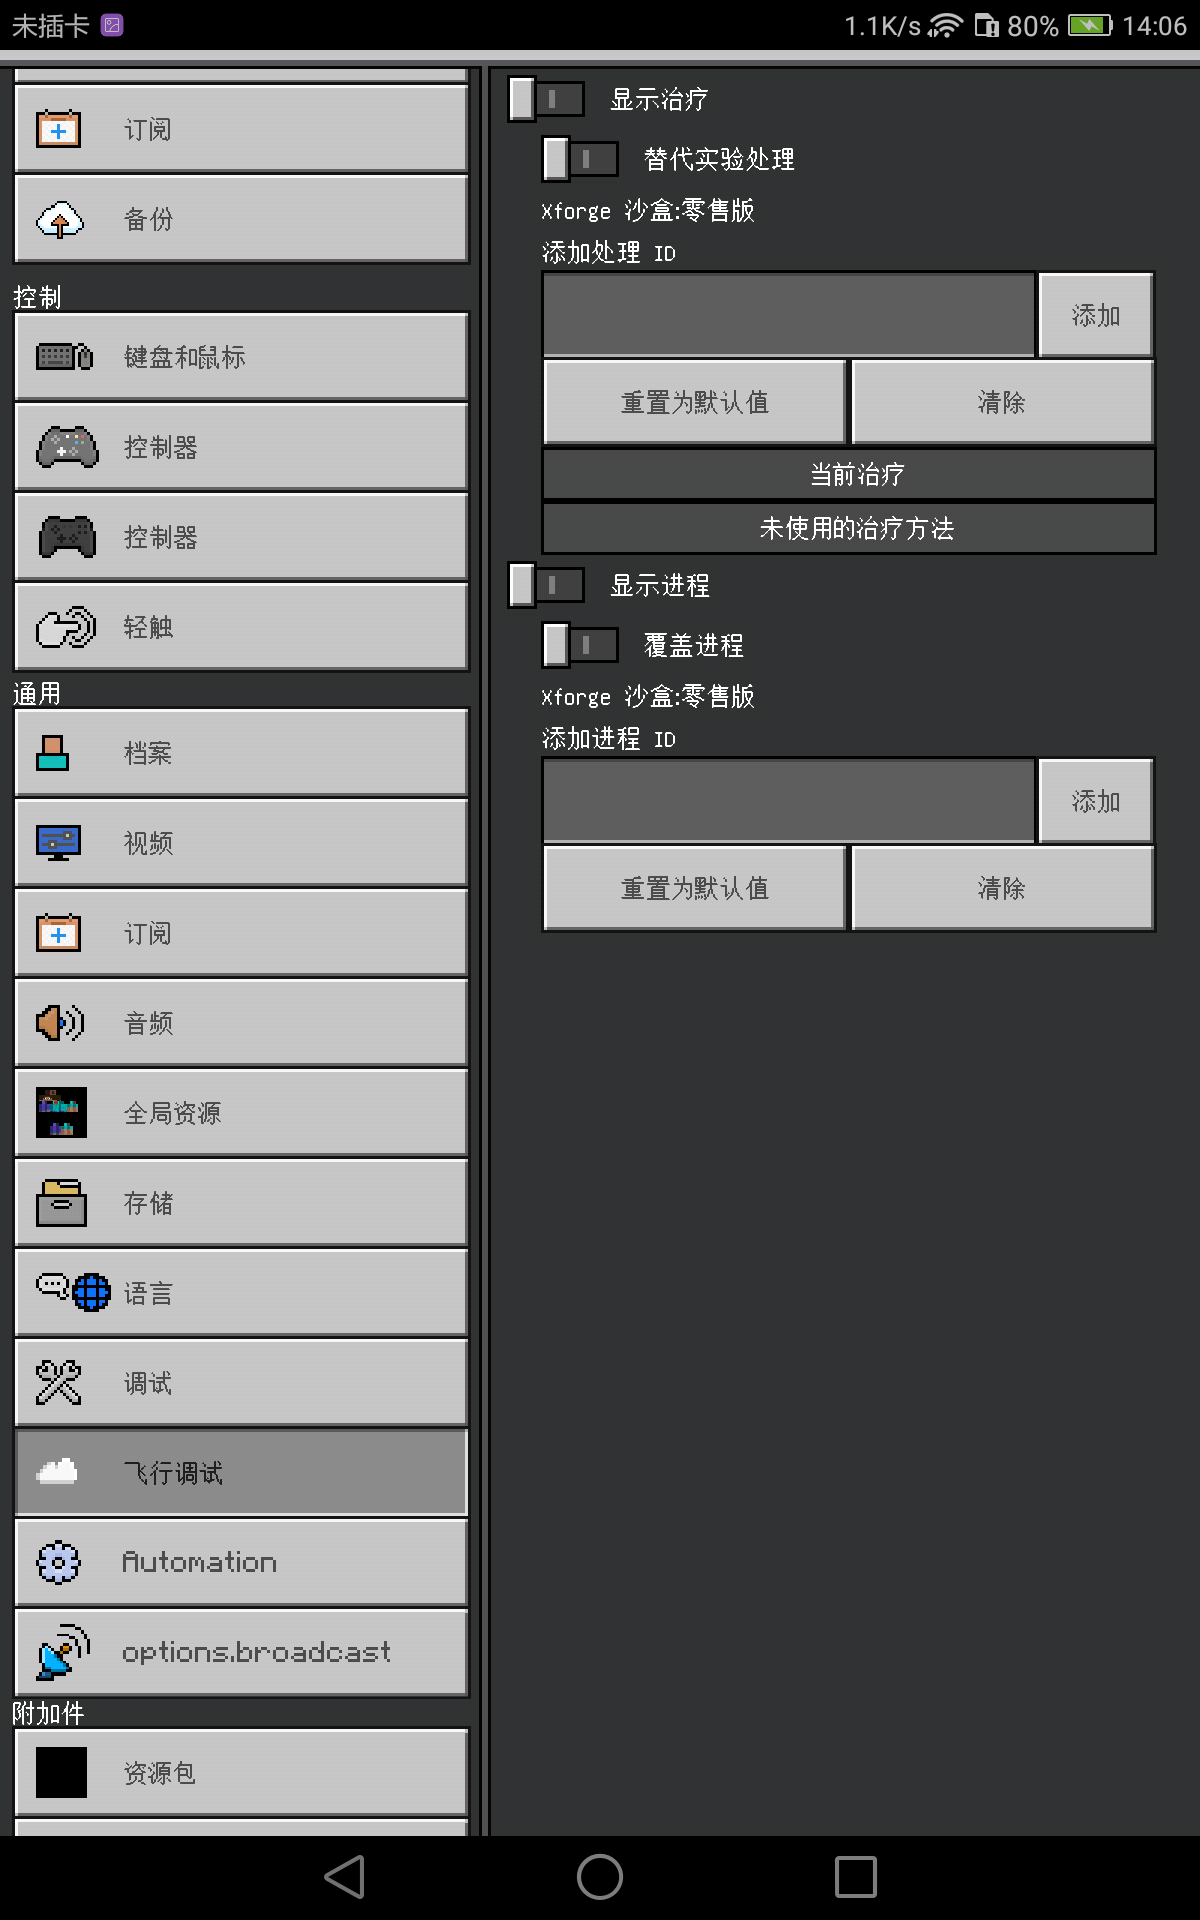 未插卡
1.1K/s 80% 14:06
订阅
备份
控制
键盘和鼠标
控制器
控制器
轻触
通用
档案
视频
订阅
音频
全局资源
存储
语言
调试
飞行调试
Automation
options.broadcast
附加件
资源包
显示治疗
替代实验处理
Xforge 沙盒:零售版
添加处理 ID
添加
重置为默认值 清除
当前治疗
未使用的治疗方法
显示进程
覆盖进程
Xforge 沙盒:零售版
添加进程 ID
添加
重置为默认值 清除